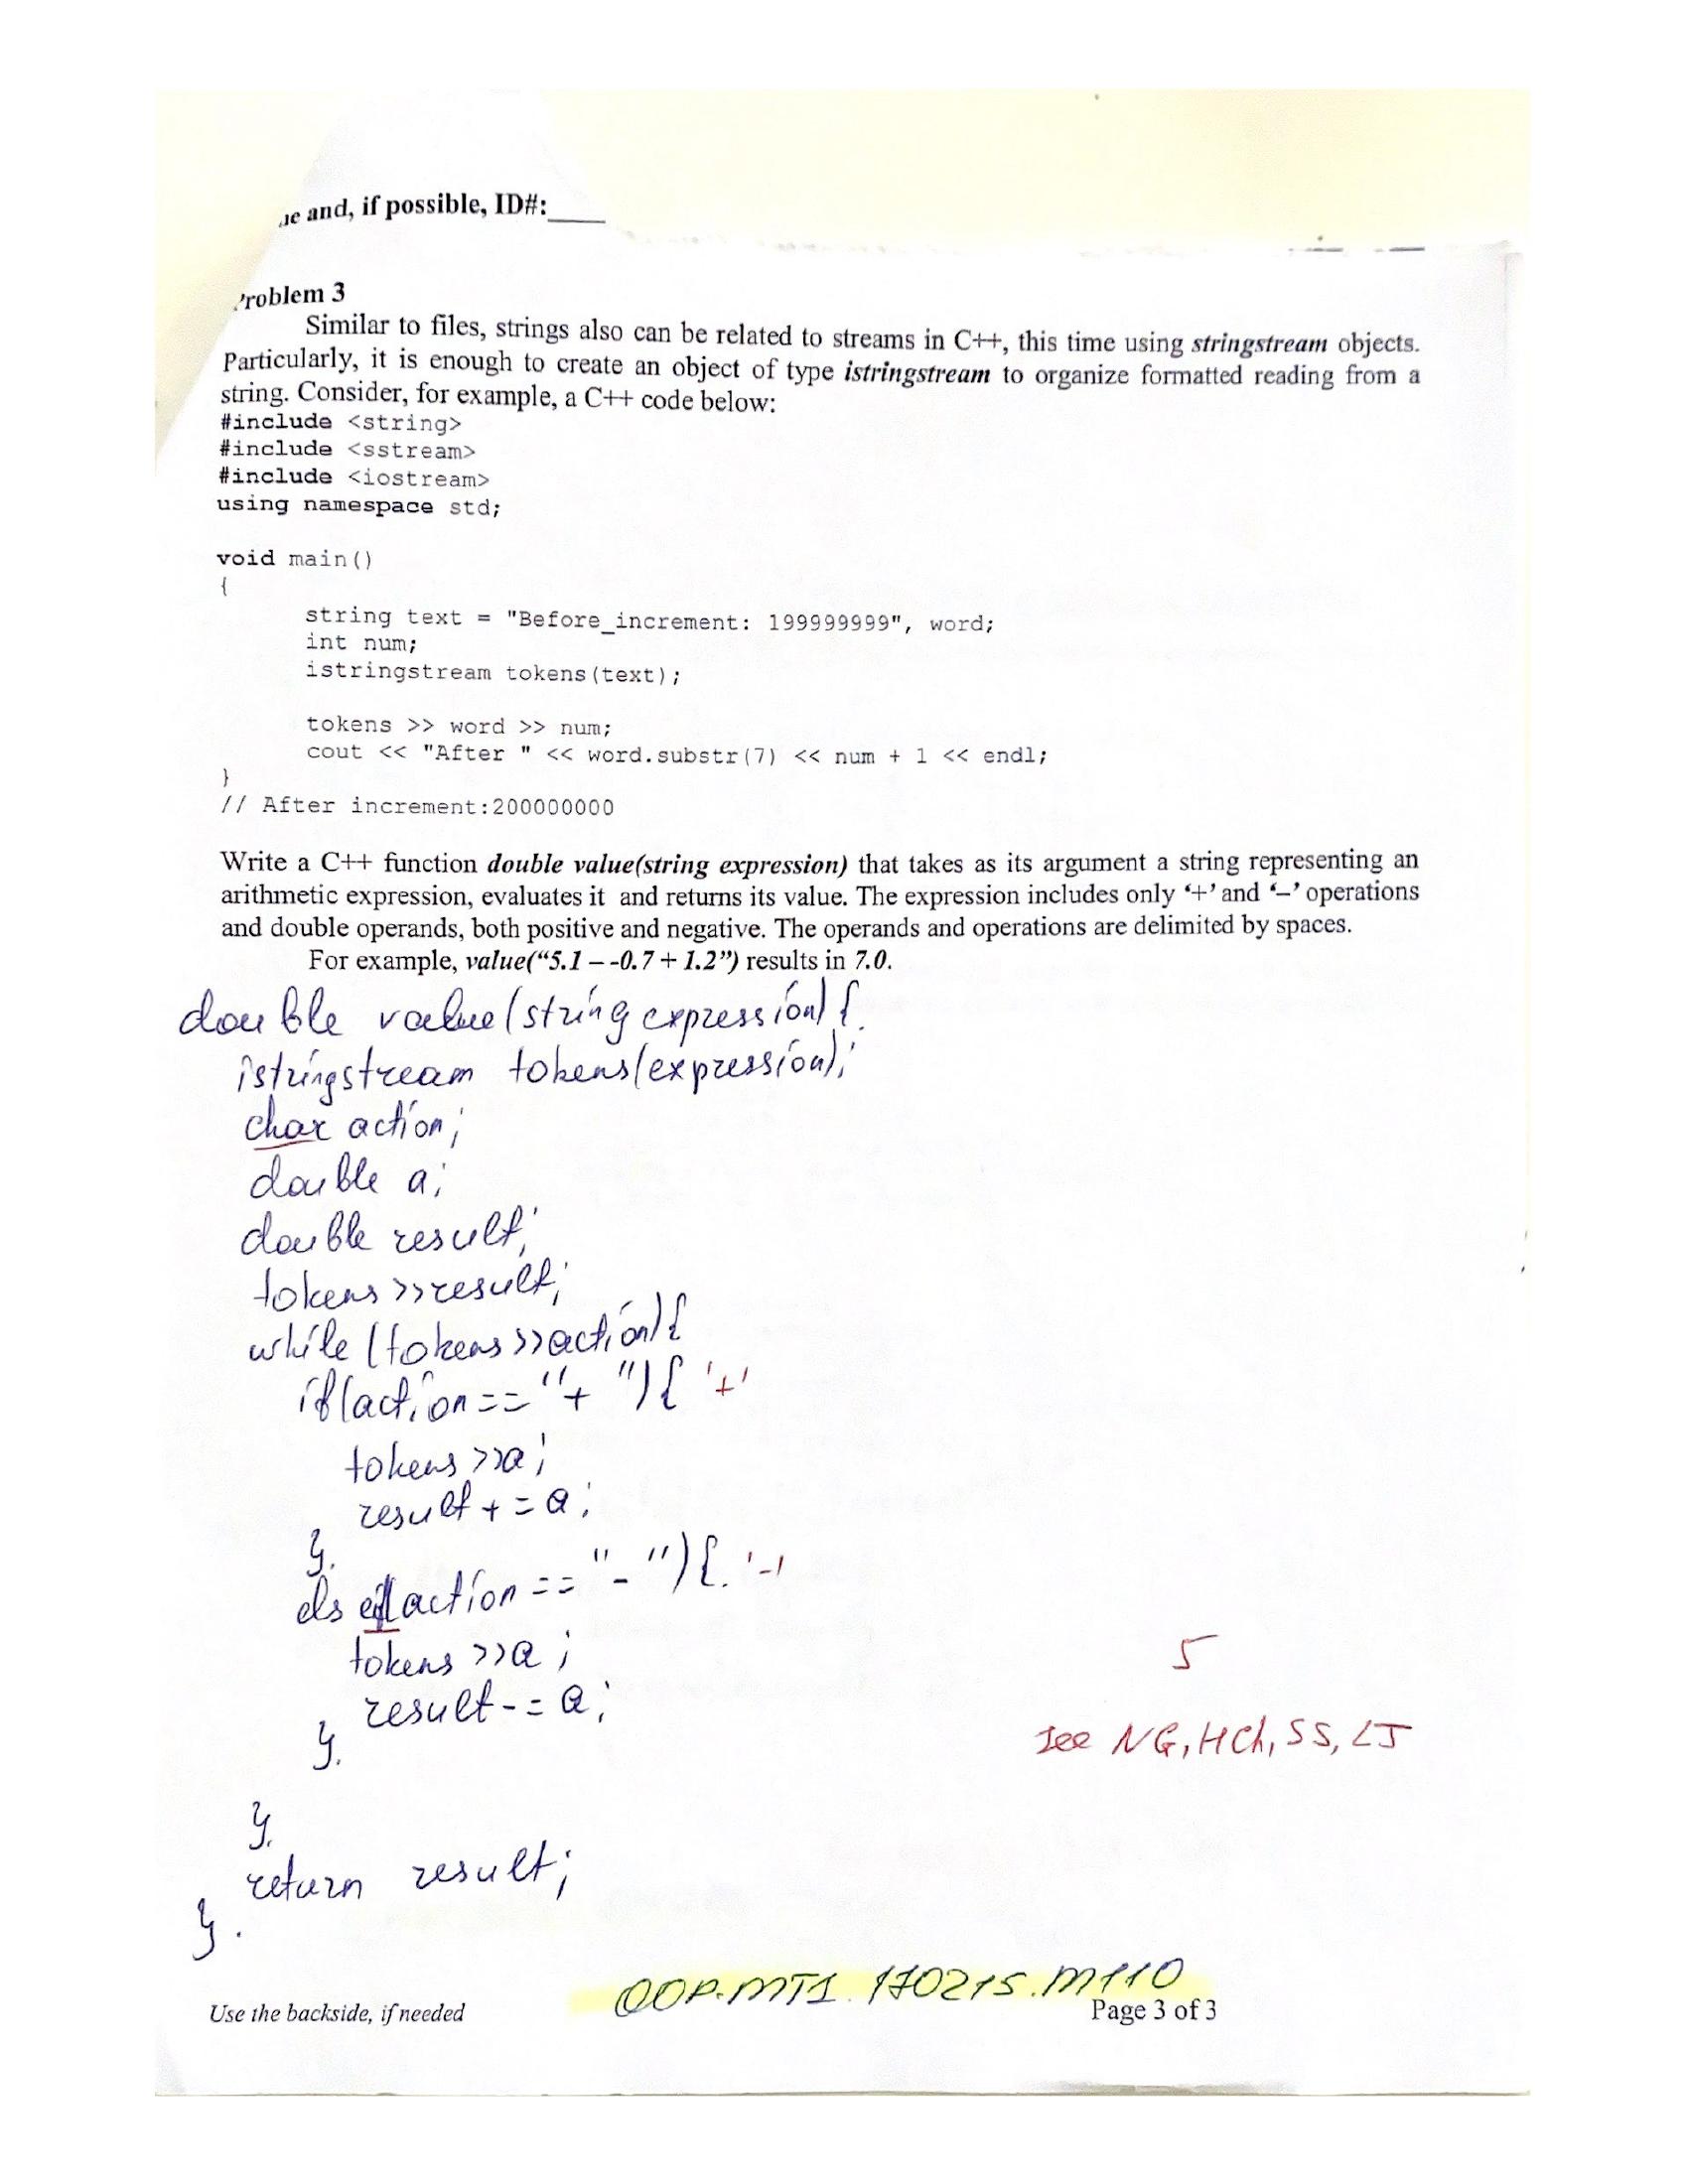 and, if possible, ID#:____
roblem 3
Similar to files, strings also can be related to streams in C++, this time using stringstream objects.
Particularly, it is enough to create an object of type istringstream to organize formatted reading from a
string. Consider, for example, a C++ code below:
#include <string>
#include <sstream>
#include <iostream>
using namespace std;
void main()
{
string text = "Before_increment: 199999999", word;
int num;
istringstream tokens(text);
tokens >> word >> num;
cout << "After " << word.substr(7) << num + 1 << endl;
}
// After increment:200000000
Write a C++ function double value(string expression) that takes as its argument a string representing an
arithmetic expression, evaluates it and returns its value. The expression includes only ‘+’ and ‘–’ operations
and double operands, both positive and negative. The operands and operations are delimited by spaces.
For example, value(“5.1 – -0.7 + 1.2”) results in 7.0.
double value(string expression) {
istringstream tokens(expression);
char action;
double a;
double result;
tokens >> result;
while (tokens >> action) {
if(action == "+") { '+'
tokens >> a;
result += a;
}
else if(action == "-") { '-'
tokens >> a;
result -= a;
}
5
See NG, HCh, SS, LJ
}
return result;
}
OOP.MT1.170215.M110
Use the backside, if needed
Page 3 of 3